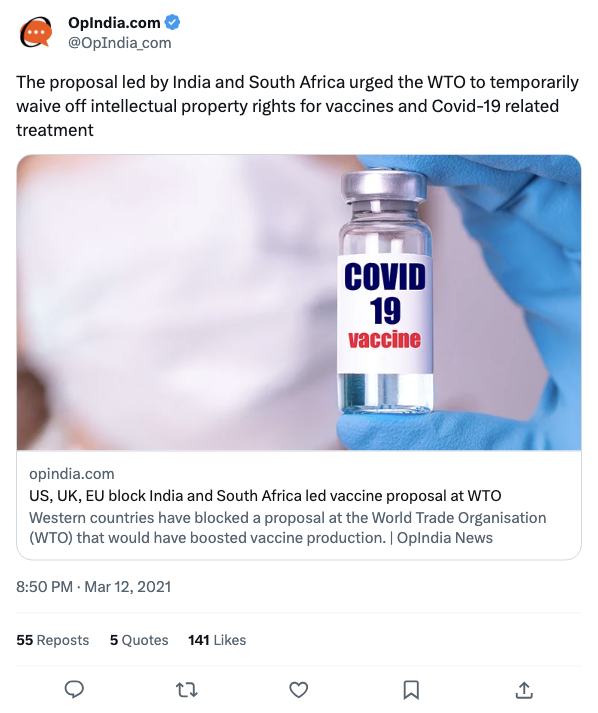 OpIndia.com
@OpIndia_com
The proposal led by India and South Africa urged the WTO to temporarily
waive off intellectual property rights for vaccines and Covid-19 related
treatment
COVID
19
vaccine
opindia.com
US, UK, EU block India and South Africa led vaccine proposal at WTO
Western countries have blocked a proposal at the World Trade Organisation
(WTO) that would have boosted vaccine production. | OpIndia News
8:50 PM · Mar 12, 2021
55 Reposts 5 Quotes 141 Likes